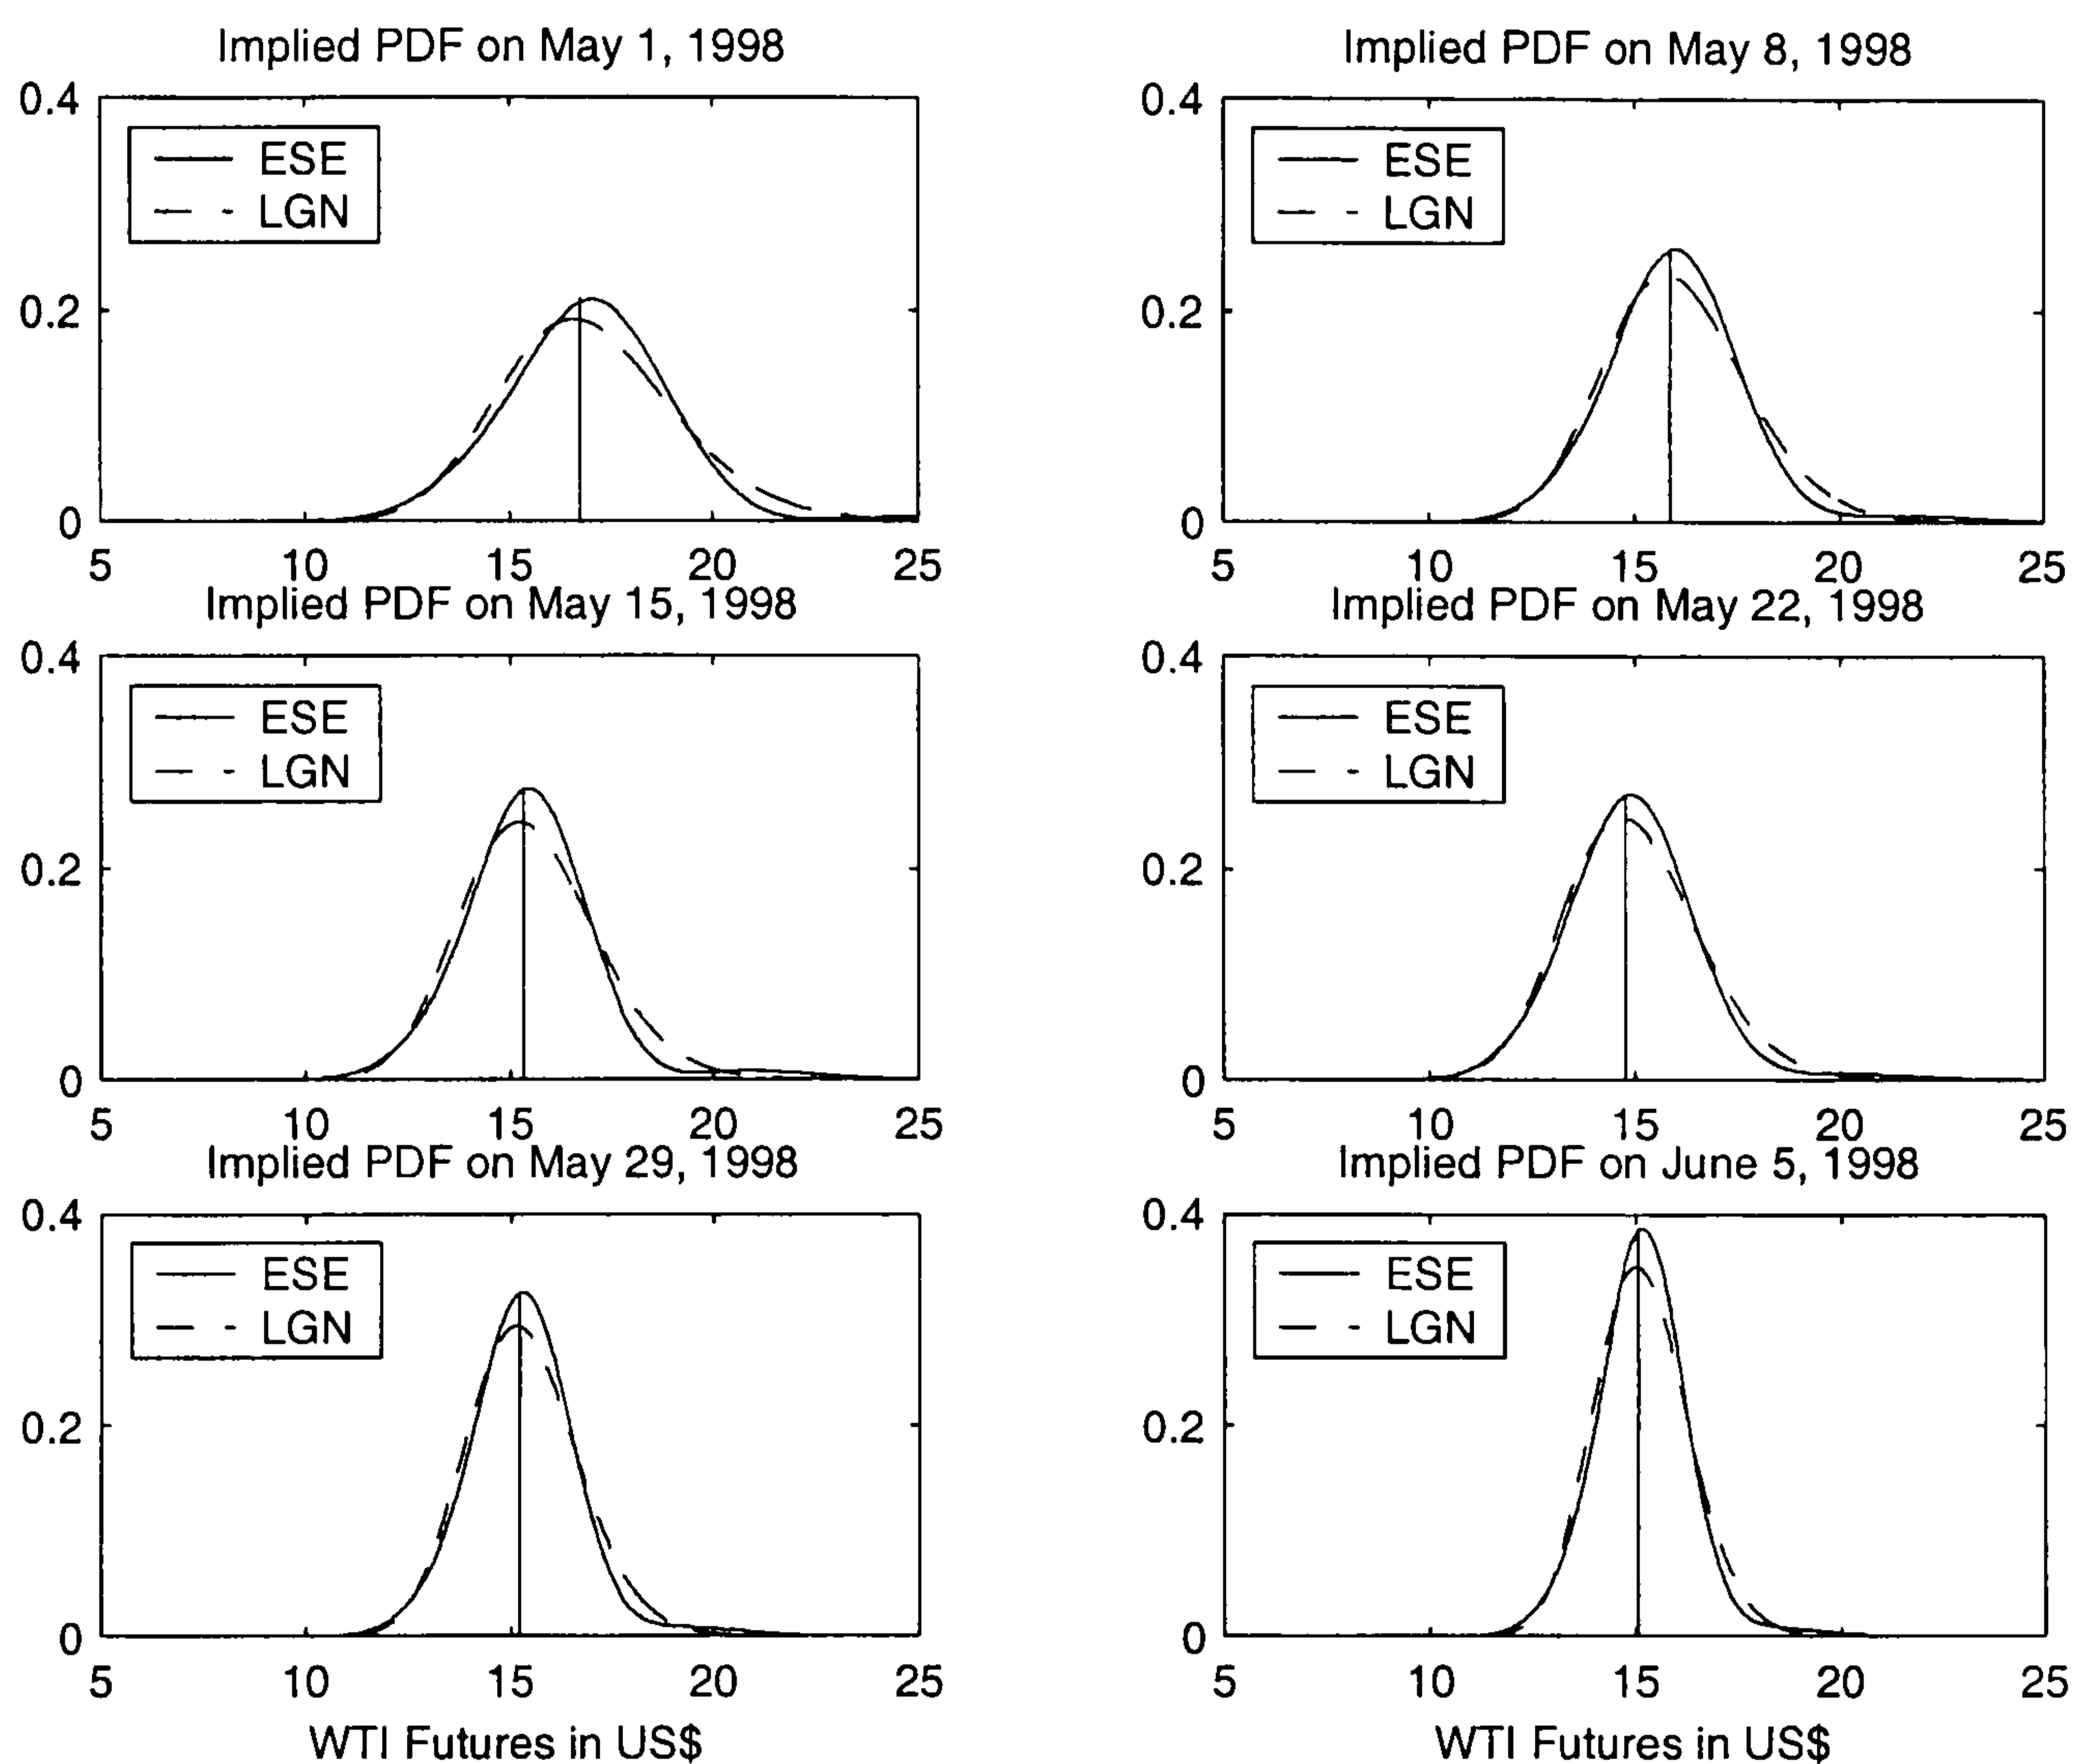 Implied PDF on May 1, 1998
0.4
ESE
LGN
0.2
0
5 10 15 20 25
Implied PDF on May 8, 1998
0.4
ESE
LGN
0.2
0
5 10 15 20 25
Implied PDF on May 15, 1998
0.4
ESE
LGN
0.2
0
5 10 15 20 25
Implied PDF on May 22, 1998
0.4
ESE
LGN
0.2
0
5 10 15 20 25
Implied PDF on May 29, 1998
0.4
ESE
LGN
0.2
0
5 10 15 20 25
WTI Futures in US$
Implied PDF on June 5, 1998
0.4
ESE
LGN
0.2
0
5 10 15 20 25
WTI Futures in US$